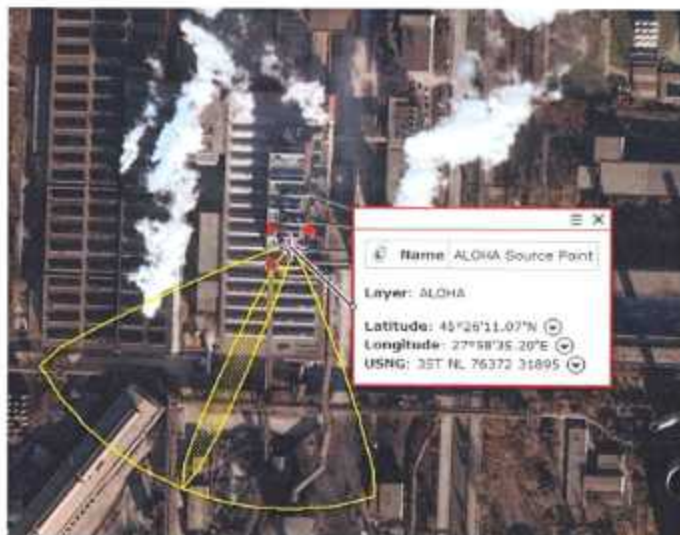 Name ALOHA Source Point
Layer: ALOHA
Latitude: 45°26'11.07"N
Longitude: 27°58'35.20"E
USNG: 35T NL 76372 31895